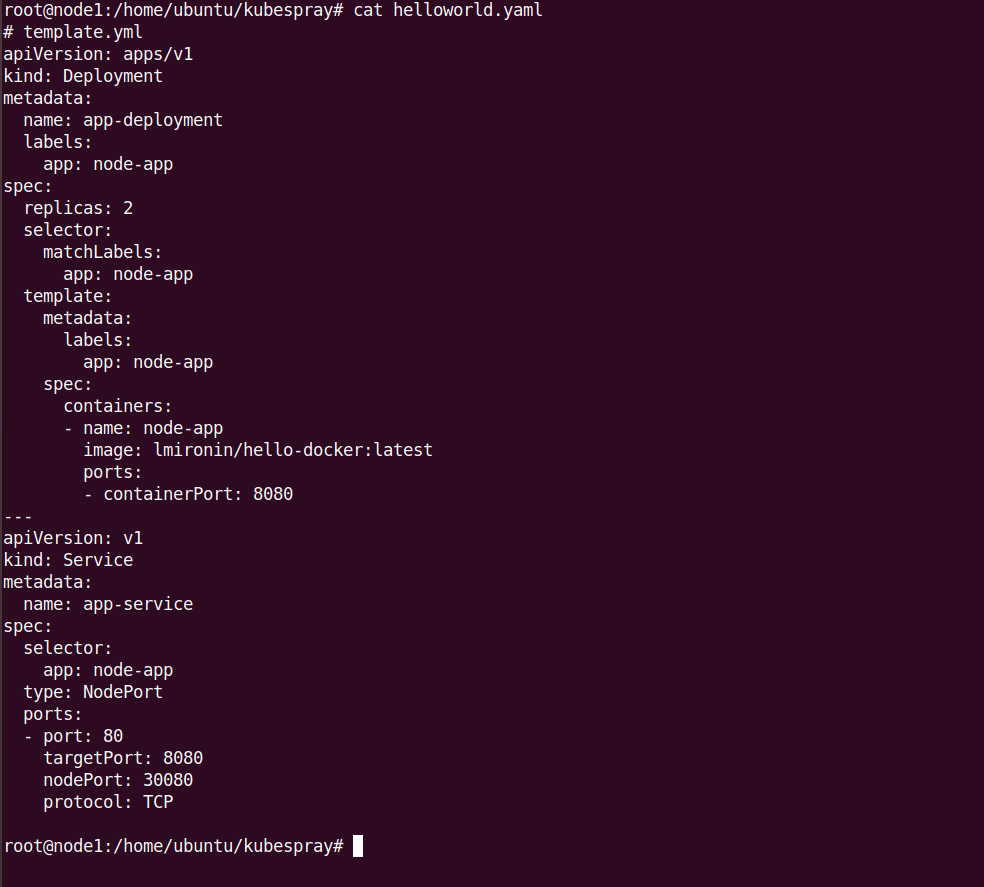 root@node1:/home/ubuntu/kubespray# cat helloworld.yaml
# template.yml
apiVersion: apps/v1
kind: Deployment
metadata:
  name: app-deployment
  labels:
    app: node-app
spec:
  replicas: 2
  selector:
    matchLabels:
      app: node-app
  template:
    metadata:
      labels:
        app: node-app
    spec:
      containers:
      - name: node-app
        image: lmironin/hello-docker:latest
        ports:
        - containerPort: 8080
---
apiVersion: v1
kind: Service
metadata:
  name: app-service
spec:
  selector:
    app: node-app
  type: NodePort
  ports:
  - port: 80
    targetPort: 8080
    nodePort: 30080
    protocol: TCP

root@node1:/home/ubuntu/kubespray#